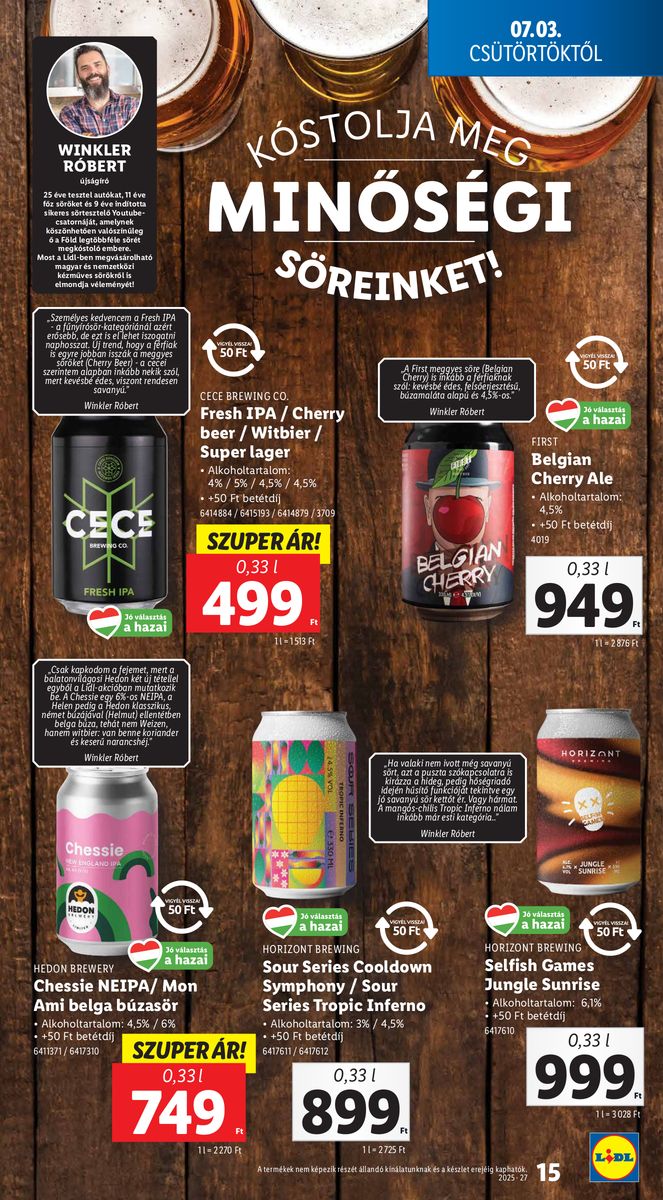 07.03.
CSÜTÖRTÖKTŐL
WINKLER
RÓBERT
újságíró
25 éve tesztel autókat, 11 éve
főz söröket és 9 éve indította
sikeres sörtesztelő Youtube-
csatornáját, amelynek
köszönhetően valószínűleg
ő a Föld legtöbbféle sörét
megkóstoló embere.
Most a Lidl-ben megvásárolható
magyar és nemzetközi
kézműves sörökről is
elmondja véleményét!
KÓSTOLJA MEG
MINŐSÉGI
SÖREINKET!
„Személyes kedvencem a Fresh IPA
- a fűnyírósör-kategóriánál azért
erősebb, de ezt is el lehet iszogatni
naphosszat. Új trend, hogy a férfiak
is egyre jobban isszák a meggyes
söröket (Cherry Beer) - a cecei
szerintem alapban inkább nekik szól,
mert kevésbé édes, viszont rendesen
savanyú.”
Winkler Róbert
VIGYÉL VISSZA!
50 Ft
CECE BREWING CO.
Fresh IPA / Cherry
beer / Witbier /
Super lager
• Alkoholtartalom:
4% / 5% / 4,5% / 4,5%
• +50 Ft betétdíj
6414884 / 6415193 / 6414879 / 3709
SZUPER ÁR!
0,33 l
499
Ft
1 l = 1 513 Ft
CECE
BREWING CO.
FRESH IPA
Jó választás
a hazai
„A First meggyes söre (Belgian
Cherry) is inkább a férfiaknak
szól: kevésbé édes, felsőerjesztésű,
búzamaláta alapú és 4,5%-os.”
Winkler Róbert
VIGYÉL VISSZA!
50 Ft
Jó választás
a hazai
FIRST
Belgian
Cherry Ale
• Alkoholtartalom:
4,5%
• +50 Ft betétdíj
4019
0,33 l
949
Ft
1 l = 2 876 Ft
BELGIAN
CHERRY
„Csak kapkodom a fejemet, mert a
balatonvilágosi Hedon két új tétellel
egyből a Lidl-akcióban mutatkozik
be. A Chessie egy 6%-os NEIPA, a
Helen pedig a Hedon klasszikus,
német búzájával (Helmut) ellentétben
belga búza, tehát nem Weizen,
hanem witbier: van benne koriander
és keserű narancshéj.”
Winkler Róbert
Chessie
NEW ENGLAND IPA
HEDON
BREWERY
VIGYÉL VISSZA!
50 Ft
Jó választás
a hazai
HEDON BREWERY
Chessie NEIPA/ Mon
Ami belga búzasör
• Alkoholtartalom: 4,5% / 6%
• +50 Ft betétdíj
6411371 / 6417310
SZUPER ÁR!
0,33 l
749
Ft
1 l = 2 270 Ft
4.5% VOL
SOUR SERIES
TROPIC INFERNO
330 ML
Jó választás
a hazai
VIGYÉL VISSZA!
50 Ft
HORIZONT BREWING
Sour Series Cooldown
Symphony / Sour
Series Tropic Inferno
• Alkoholtartalom: 3% / 4,5%
• +50 Ft betétdíj
6417611 / 6417612
0,33 l
899
Ft
1 l = 2 725 Ft
„Ha valaki nem ivott még savanyú
sört, azt a puszta szókapcsolatra is
kirázza a hideg, pedig hőségriadó
idején hűsítő funkcióját tekintve egy
jó savanyú sör kettőt ér. Vagy hármat.
A mangós-chilis Tropic Inferno nálam
inkább már esti kategória...”
Winkler Róbert
HORIZONT
BREWING
SELFISH
GAMES
JUNGLE
SUNRISE
Jó választás
a hazai
VIGYÉL VISSZA!
50 Ft
HORIZONT BREWING
Selfish Games
Jungle Sunrise
• Alkoholtartalom: 6,1%
• +50 Ft betétdíj
6417610
0,33 l
999
Ft
1 l = 3 028 Ft
A termékek nem képezik részét állandó kínálatunknak és a készlet erejéig kaphatók.
2025 - 27
15
LIDL